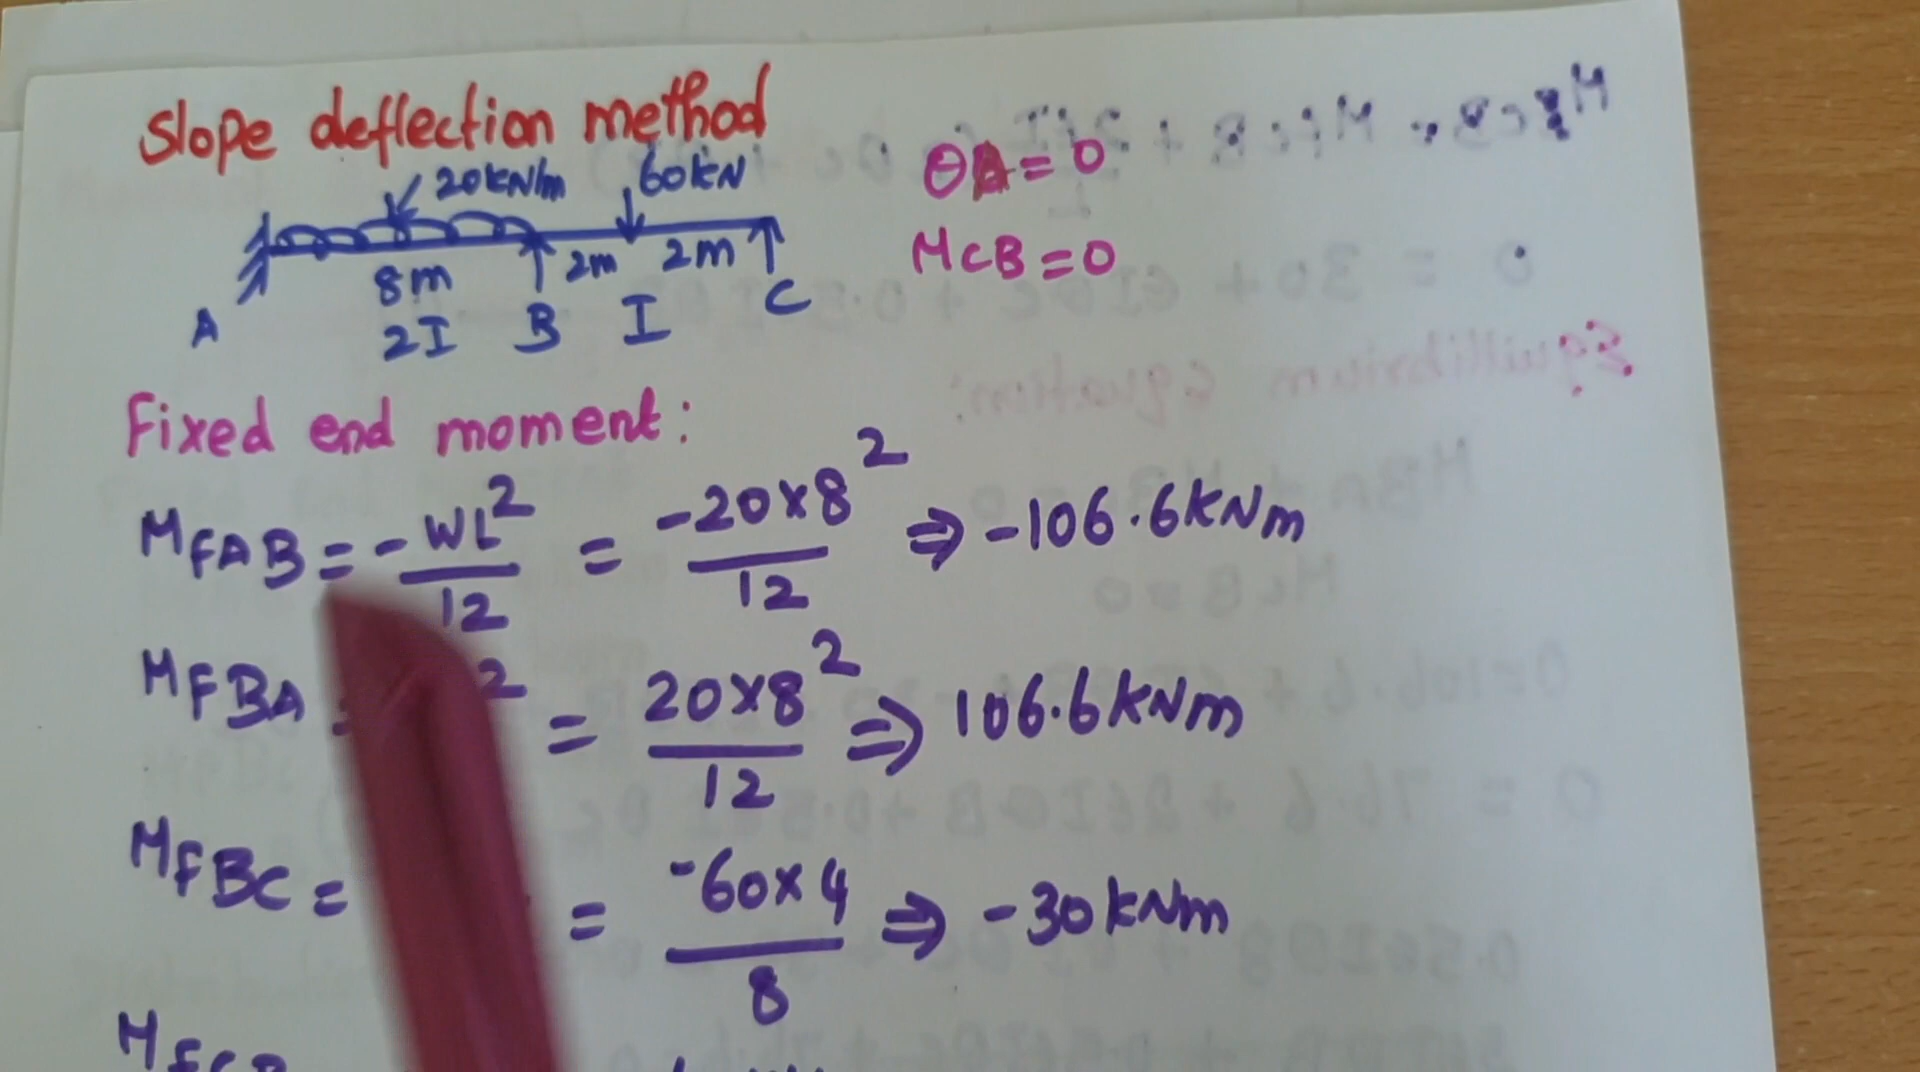 Slope deflection method
20kN/m 60kN
8m 2m 2m
A 2I B I C
θA = 0
MCB = 0
Fixed end moment:
MFAB = -WL² / 12 = -20×8² / 12 ⇒ -106.6kNm
MFBA = 2 = 20×8² / 12 ⇒ 106.6kNm
MFBC = = -60×4 / 8 ⇒ -30kNm